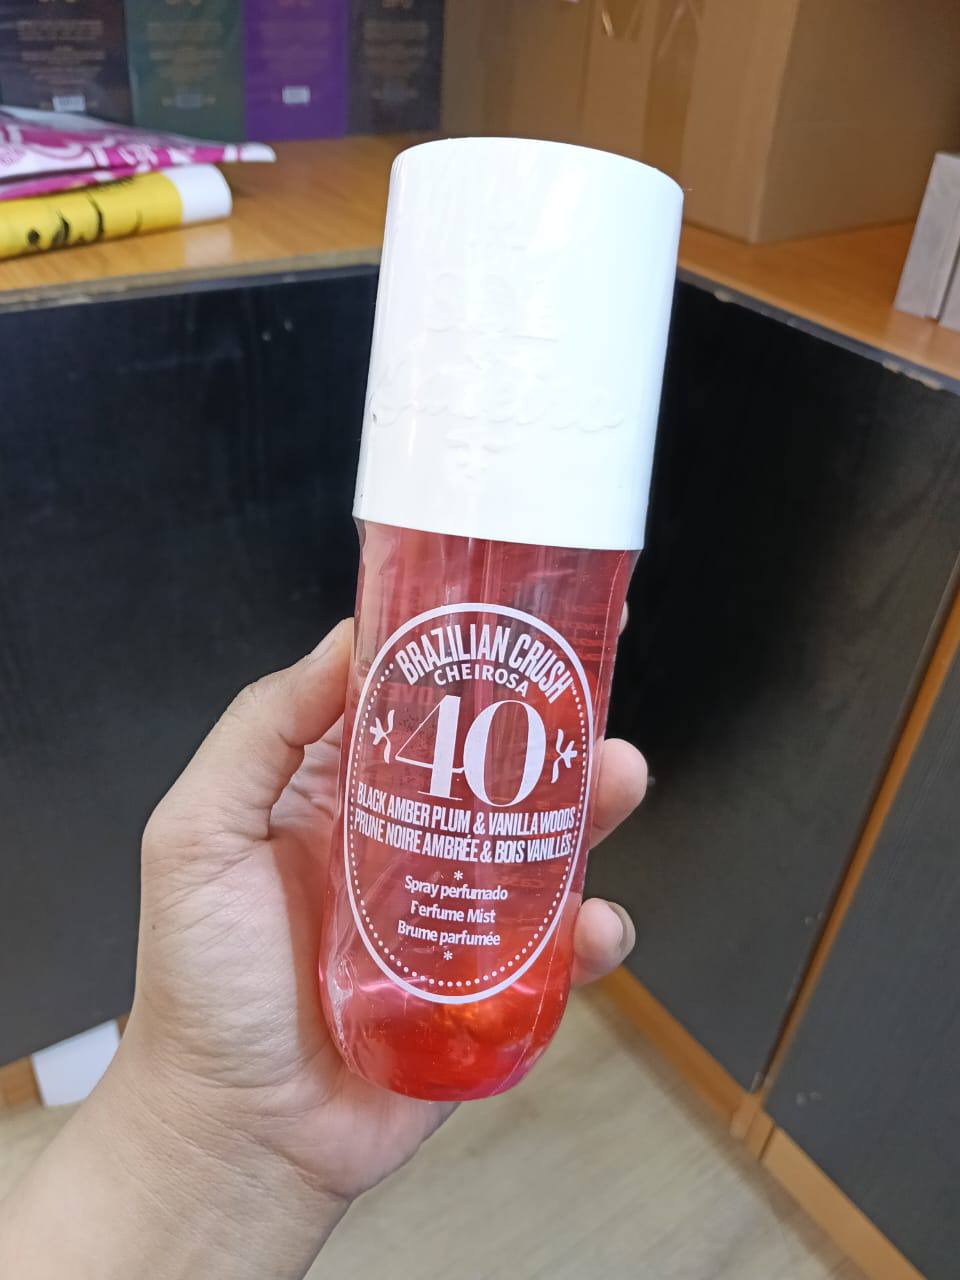 BRAZILIAN CRUSH
CHEIROSA
40
BLACK AMBER PLUM & VANILLA WOODS
PRUNE NOIRE AMBRÉE & BOIS VANILLÉS
*
Spray perfumado
Perfume Mist
Brume parfumée
*